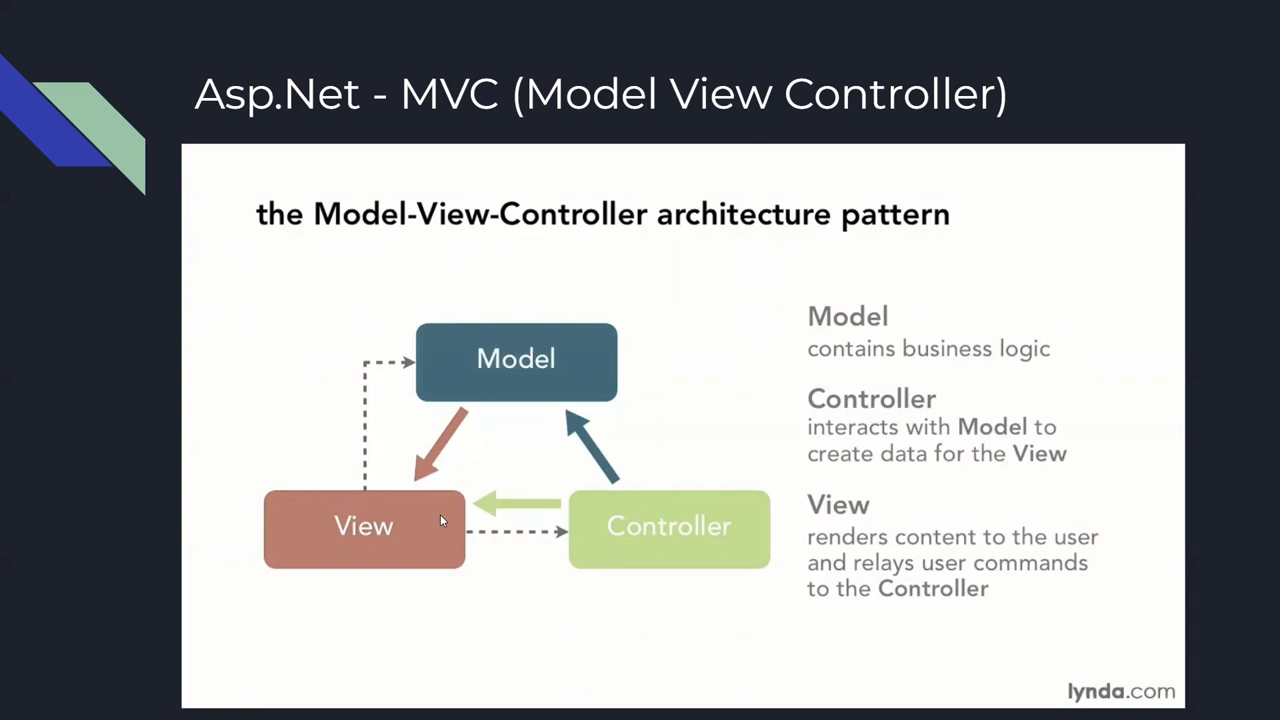 Asp.Net - MVC (Model View Controller)
the Model-View-Controller architecture pattern
Model
View
Controller
Model
contains business logic
Controller
interacts with Model to
create data for the View
View
renders content to the user
and relays user commands
to the Controller
lynda.com